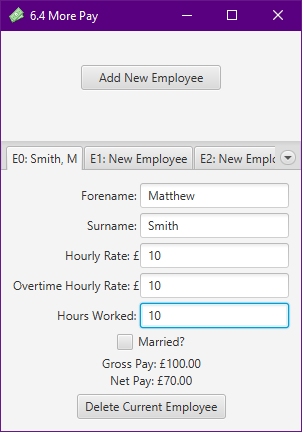 6.4 More Pay
Add New Employee
E0: Smith, M E1: New Employee E2: New Emplo
Forename: Matthew
Surname: Smith
Hourly Rate: £ 10
Overtime Hourly Rate: £ 10
Hours Worked: 10
Married?
Gross Pay: £100.00
Net Pay: £70.00
Delete Current Employee